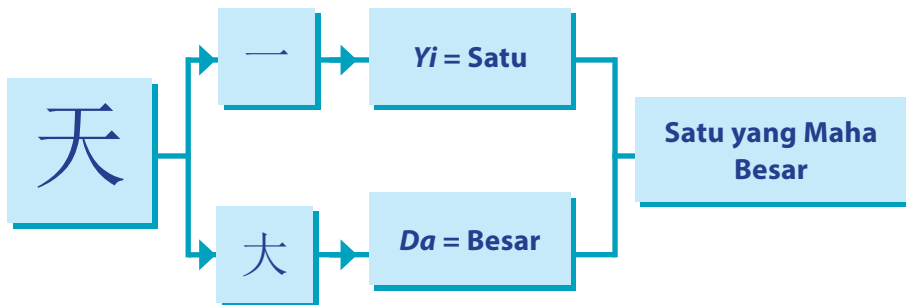 天
一
Yi = Satu
大
Da = Besar
Satu yang Maha
Besar